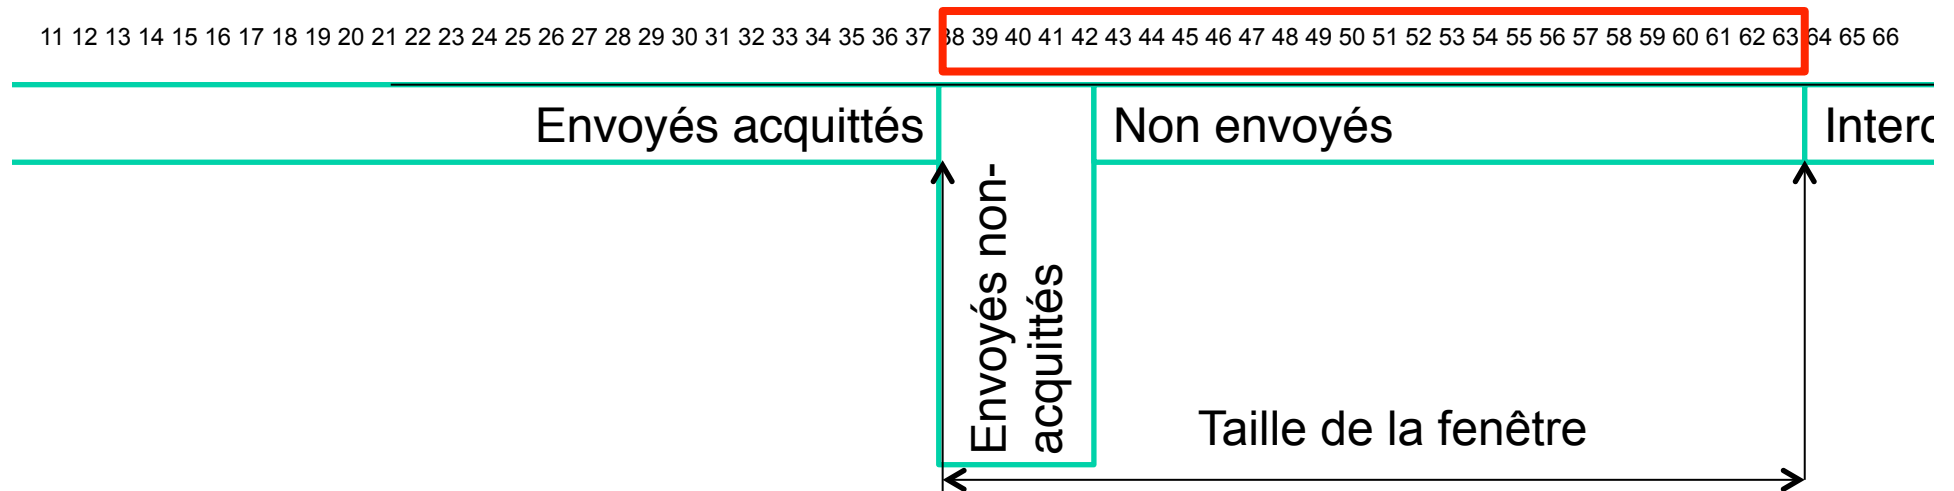 11 12 13 14 15 16 17 18 19 20 21 22 23 24 25 26 27 28 29 30 31 32 33 34 35 36 37 38 39 40 41 42 43 44 45 46 47 48 49 50 51 52 53 54 55 56 57 58 59 60 61 62 63 64 65 66
Envoyés acquittés
Envoyés non-
acquittés
Non envoyés
Taille de la fenêtre